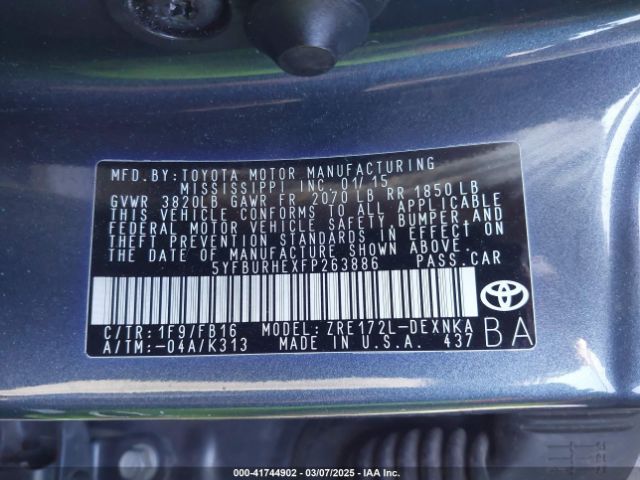 MFD.BY:TOYOTA MOTOR MANUFACTURING
MISSISSIPPI INC. 01/15
GVWR 3820LB GAWR FR 2070 LB RR 1850 LB
THIS VEHICLE CONFORMS TO ALL APPLICABLE
FEDERAL MOTOR VEHICLE SAFETY, BUMPER, AND
THEFT PREVENTION STANDARDS IN EFFECT ON
THE DATE OF MANUFACTURE SHOWN ABOVE.
5YFBURHEXFP263886 PASS.CAR
C/TR:1F9/FB16 MODEL:ZRE172L-DEXNKA
A/TM:-04A/K313 MADE IN U.S.A. 437
BA
000-41744902 — 03/07/2025 — IAA Inc.